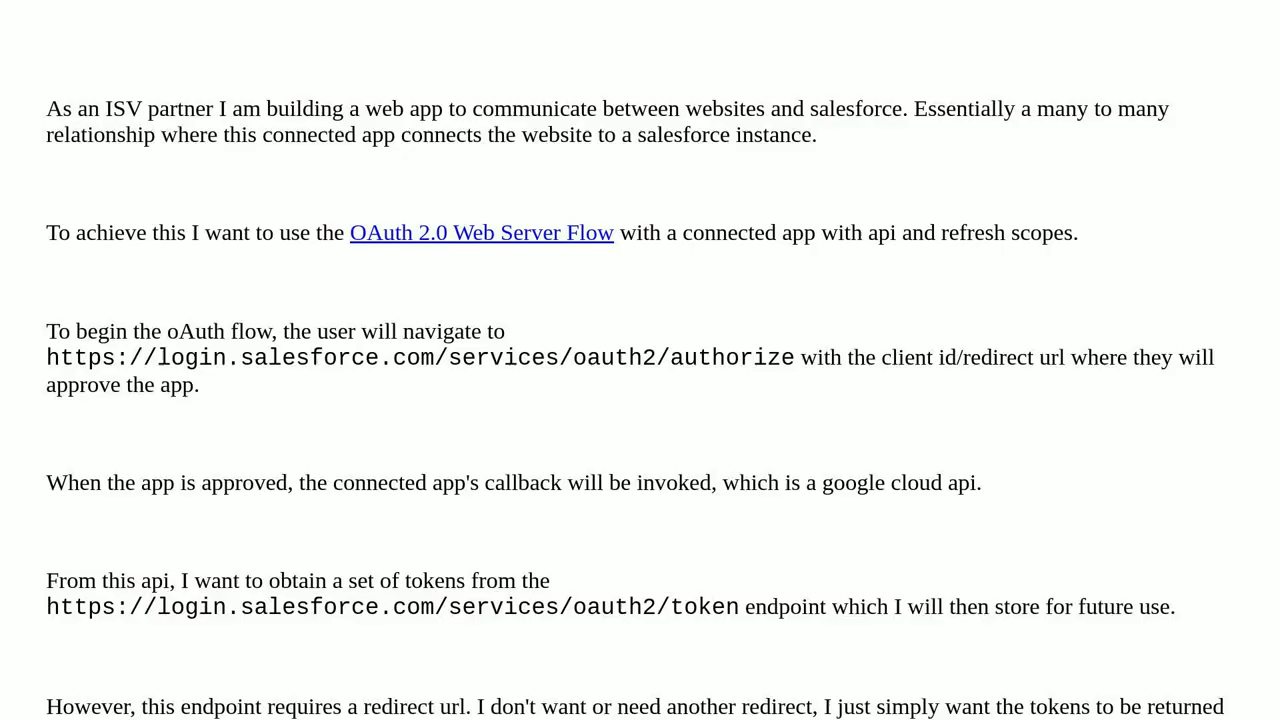 As an ISV partner I am building a web app to communicate between websites and salesforce. Essentially a many to many
relationship where this connected app connects the website to a salesforce instance.
To achieve this I want to use the OAuth 2.0 Web Server Flow with a connected app with api and refresh scopes.
To begin the oAuth flow, the user will navigate to
https://login.salesforce.com/services/oauth2/authorize with the client id/redirect url where they will
approve the app.
When the app is approved, the connected app's callback will be invoked, which is a google cloud api.
From this api, I want to obtain a set of tokens from the
https://login.salesforce.com/services/oauth2/token endpoint which I will then store for future use.
However, this endpoint requires a redirect url. I don't want or need another redirect, I just simply want the tokens to be returned